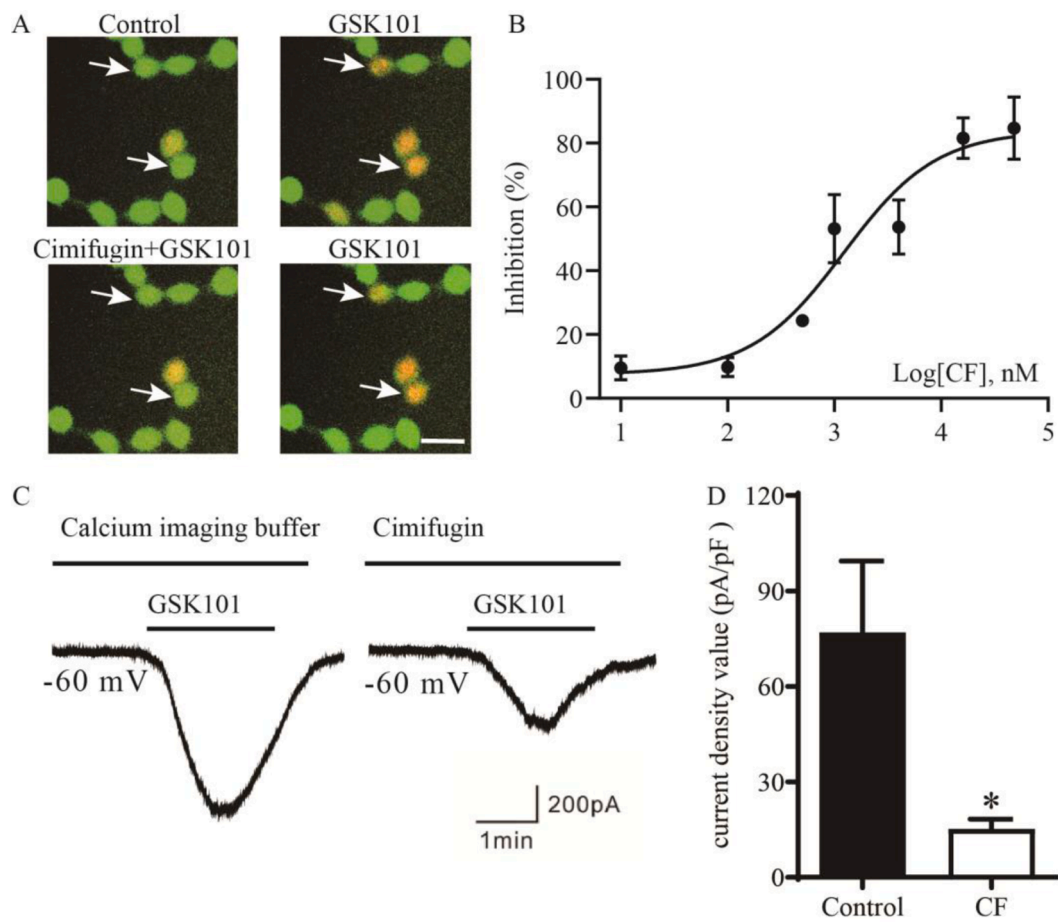 A
Control
GSK101
Cimifugin+GSK101
GSK101
B
Inhibition (%)
100
80
60
40
20
0
1 2 3 4 5
Log[CF], nM
C
Calcium imaging buffer
GSK101
-60 mV
Cimifugin
GSK101
-60 mV
200pA
1min
D
current density value (pA/pF )
120
90
60
30
0
*
Control CF